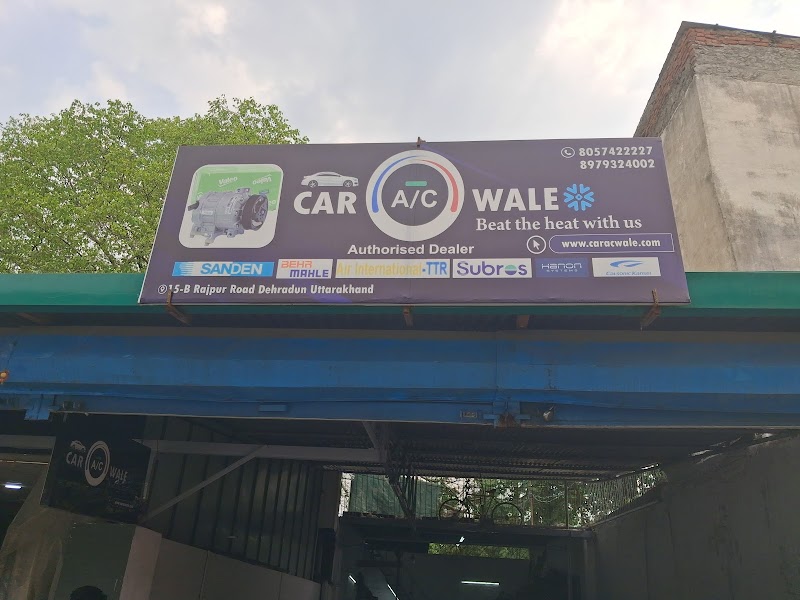 8057422227
8979324002
CAR A/C WALE
Beat the heat with us
Authorised Dealer
www.caracwale.com
SANDEN BEHR MAHLE Air International-TTR Subros HANON SYSTEMS
15-B Rajpur Road Dehradun Uttarakhand
CAR A/C WALE